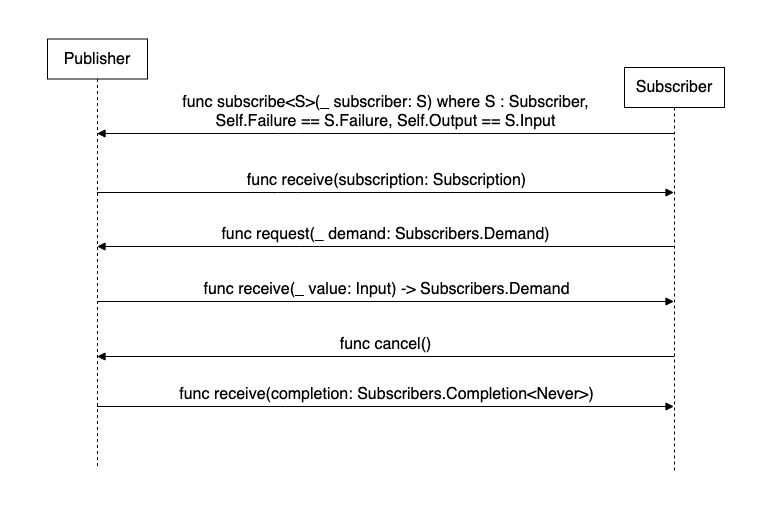 Publisher
Subscriber
func subscribe<S>(_ subscriber: S) where S : Subscriber,
Self.Failure == S.Failure, Self.Output == S.Input
func receive(subscription: Subscription)
func request(_ demand: Subscribers.Demand)
func receive(_ value: Input) -> Subscribers.Demand
func cancel()
func receive(completion: Subscribers.Completion<Never>)